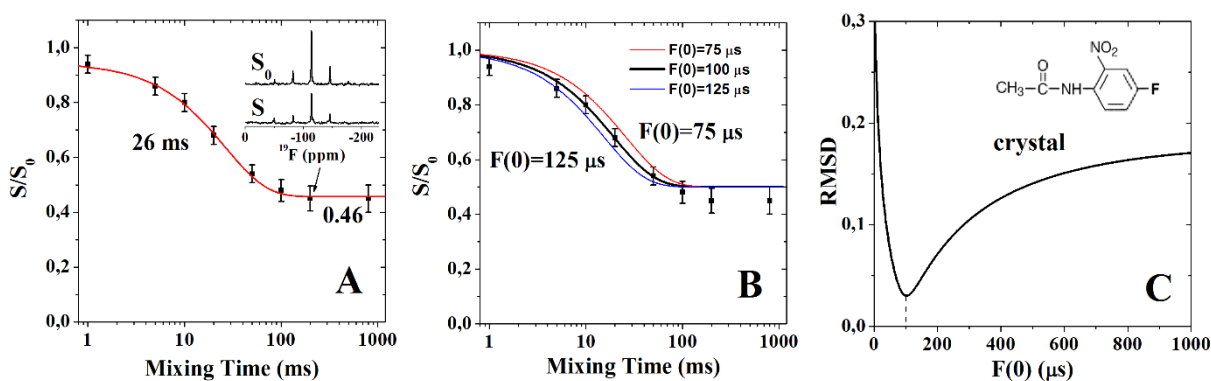 S/S₀
1,0
0,8
0,6
0,4
0,2
0,0
1
10
100
1000
Mixing Time (ms)
26 ms
0.46
S₀
S
0
-100
-200
¹⁹F (ppm)
A
S/S₀
1,0
0,8
0,6
0,4
0,2
0,0
1
10
100
1000
Mixing Time (ms)
F(0)=75 μs
F(0)=100 μs
F(0)=125 μs
F(0)=75 μs
F(0)=125 μs
B
RMSD
0,3
0,2
0,1
0,0
0
200
400
600
800
1000
F(0) (μs)
NO₂
O
CH₃-C-NH
F
crystal
C